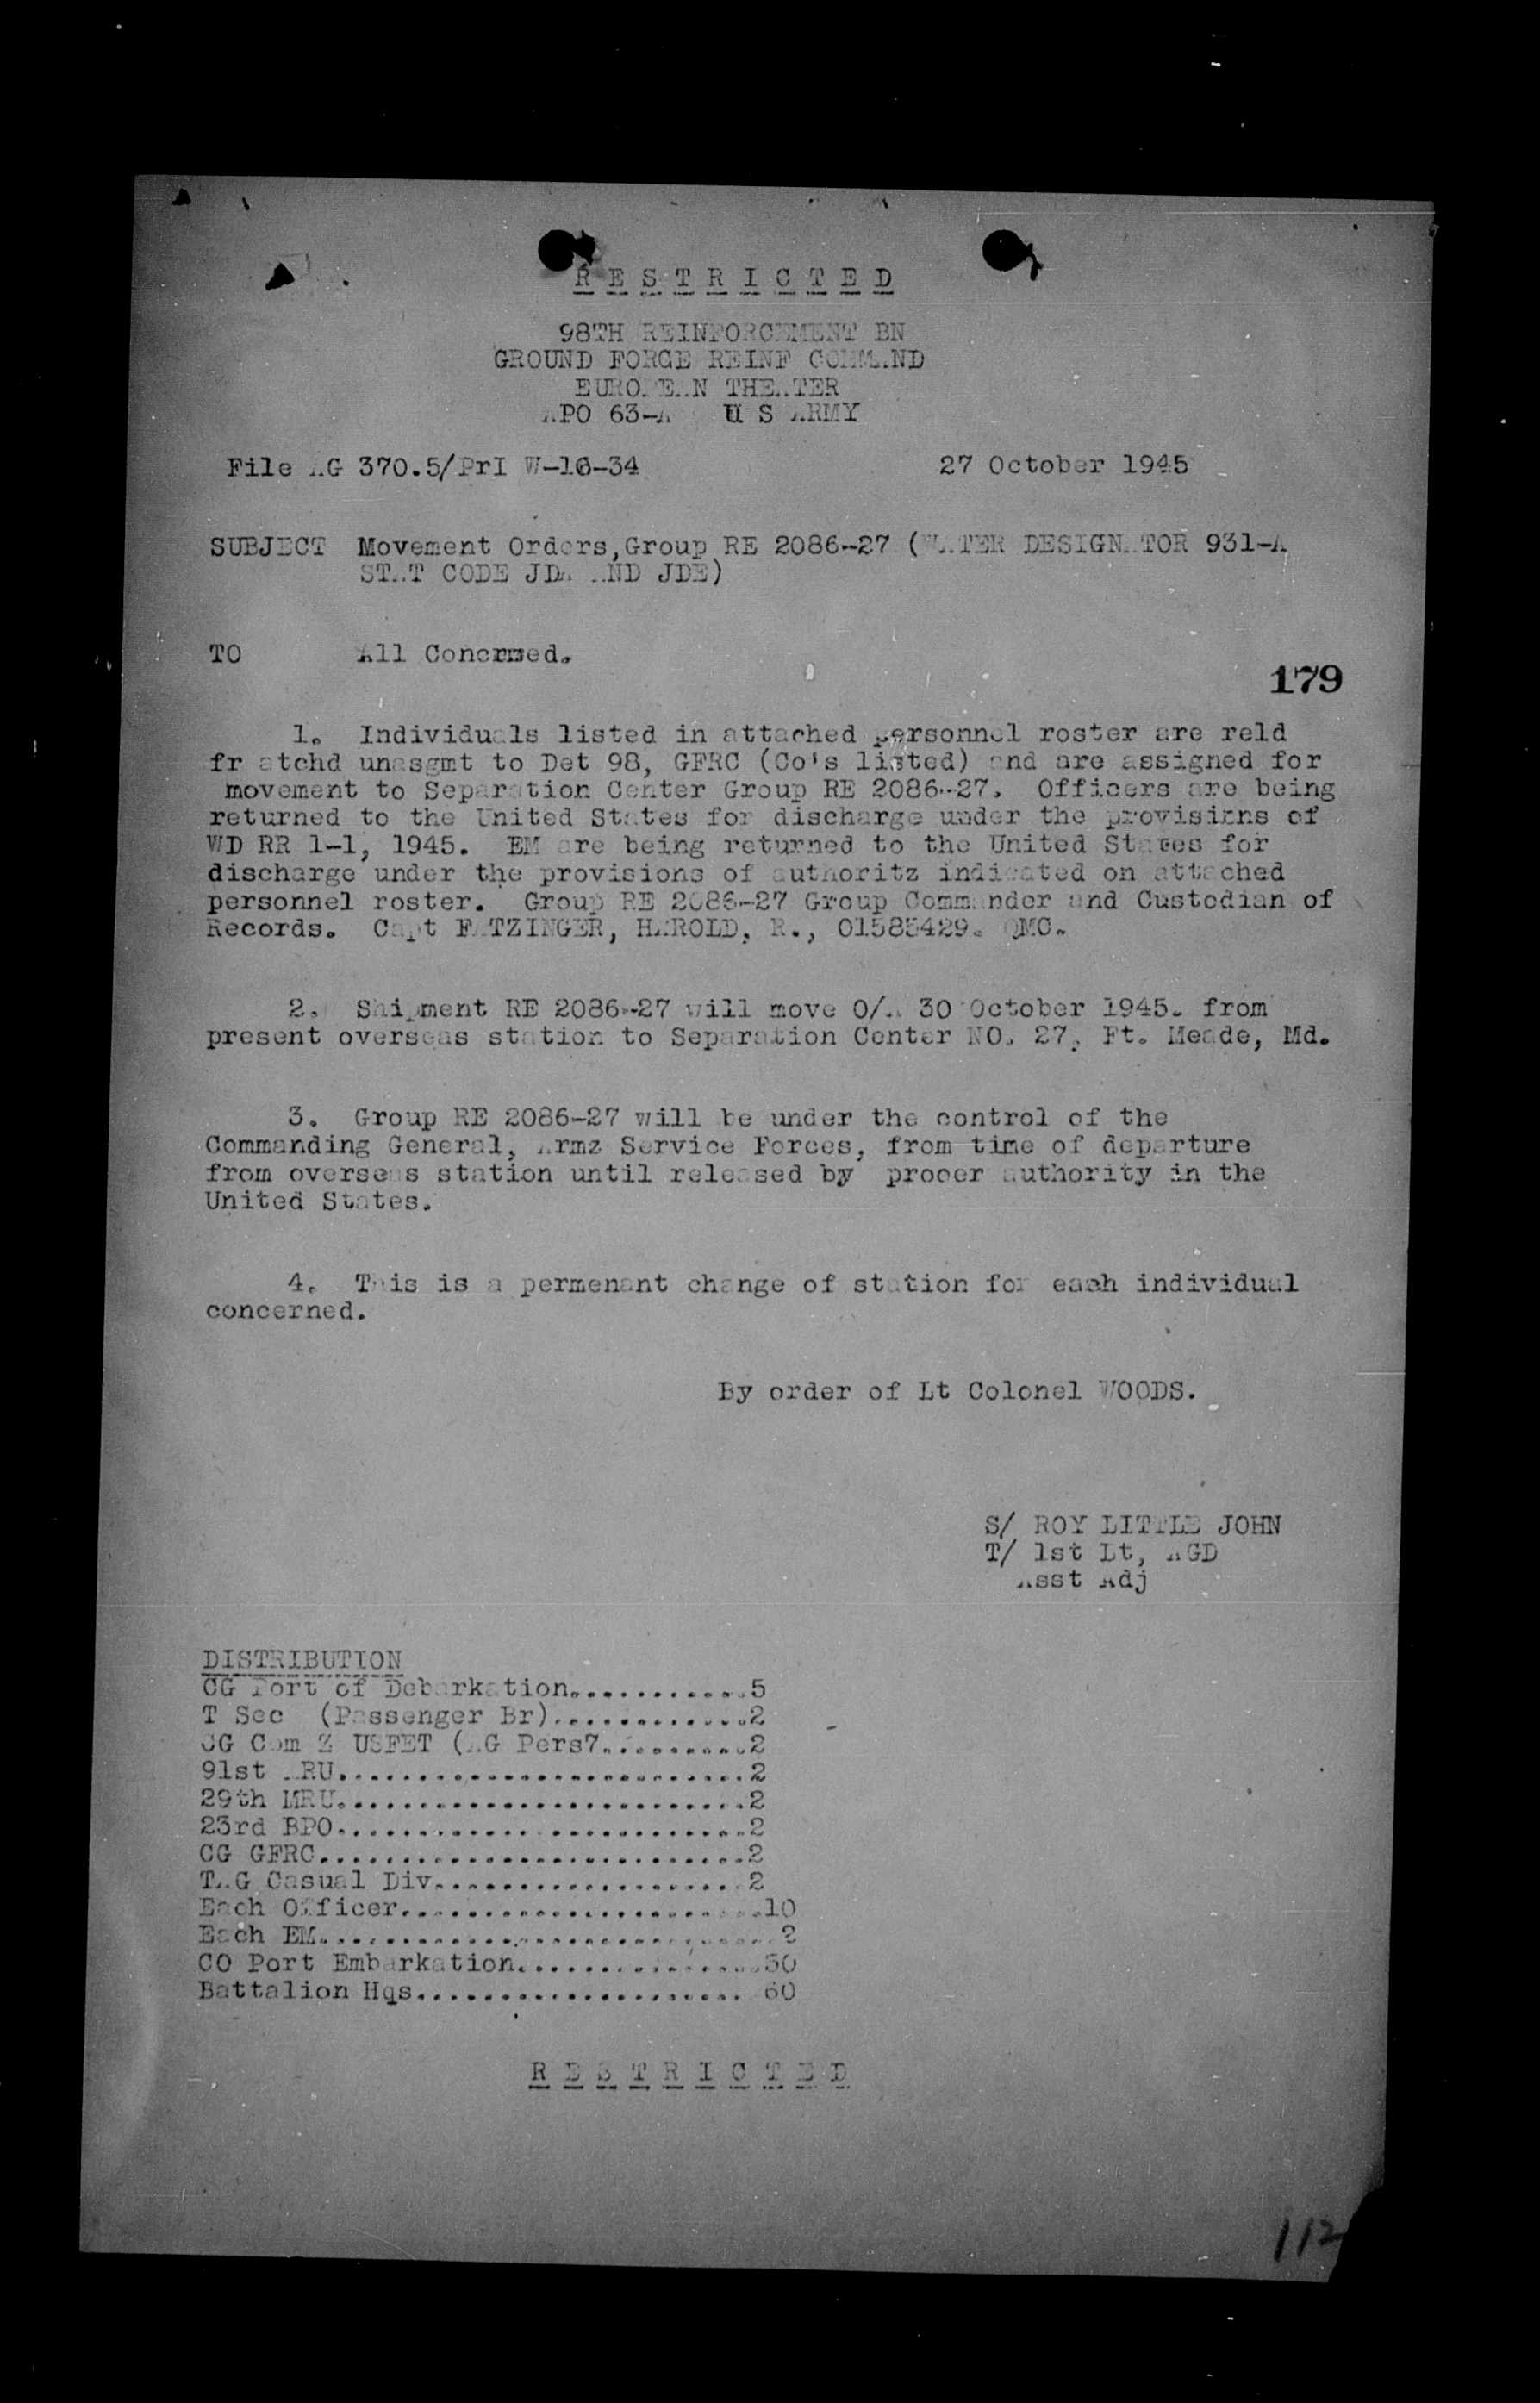 R E S T R I C T E D
98TH REINFORCEMENT BN
GROUND FORCE REINF COMMAND
EUROPEAN THEATER
APO 63-A U S ARMY
File AG 370.5/PrI W-16-34 27 October 1945
SUBJECT Movement Orders,Group RE 2086-27 (WATER DESIGNATOR 931-A
STAT CODE JDA AND JDE)
TO All Concrned.
179
1. Individuals listed in attached personnel roster are reld
fr atchd unasgmt to Det 98, GFRC (Co's listed) and are assigned for
movement to Separation Center Group RE 2086-27. Officers are being
returned to the United States for discharge under the provisions of
WD RR 1-1, 1945. EM are being returned to the United States for
discharge under the provisions of authoritz indicated on attached
personnel roster. Group RE 2086-27 Group Commander and Custodian of
Records. Capt FATZINGER, HAROLD, R., 01585429. QMC.
2. Shipment RE 2086-27 will move O/A 30 October 1945. from
present overseas station to Separation Center NO. 27, Ft. Meade, Md.
3. Group RE 2086-27 will be under the control of the
Commanding General, Armz Service Forces, from time of departure
from overseas station until released by procer authority in the
United States.
4. This is a permenant change of station for eaah individual
concerned.
By order of Lt Colonel WOODS.
S/ ROY LITTLE JOHN
T/ 1st Lt, AGD
Asst Adj
DISTRIBUTION
CG Port of Debarkation...........5
T Sec (Passenger Br)............2
CG Com Z USFET (AG Pers7.........2
91st MRU.........................2
29th MRU.........................2
23rd BPO.........................2
CG GFRC..........................2
TAG Casual Div...................2
Each Officer......................10
Each EM............................2
CO Port Embarkation...............50
Battalion Hqs.................... 60
R E S T R I C T E D
112